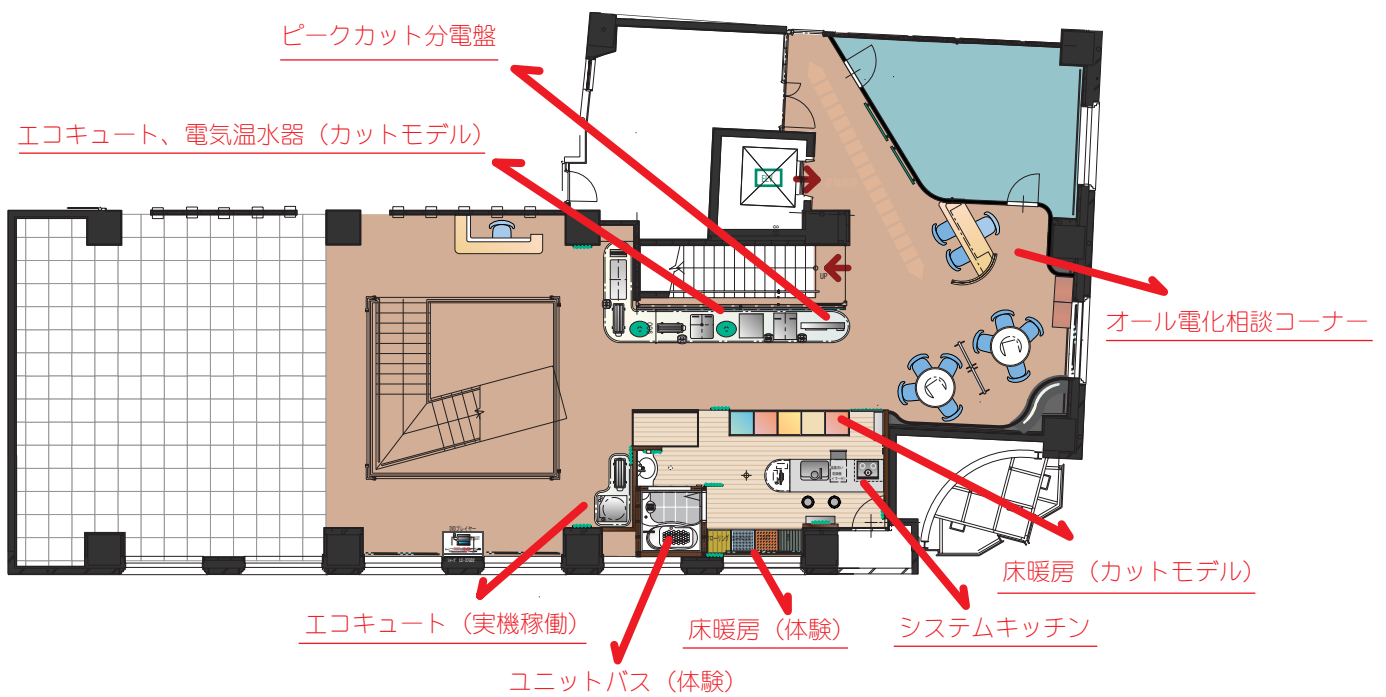 ピークカット分電盤
エコキュート、電気温水器（カットモデル）
UP
オール電化相談コーナー
床暖房（カットモデル）
エコキュート（実機稼働）
床暖房（体験）
システムキッチン
ユニットバス（体験）